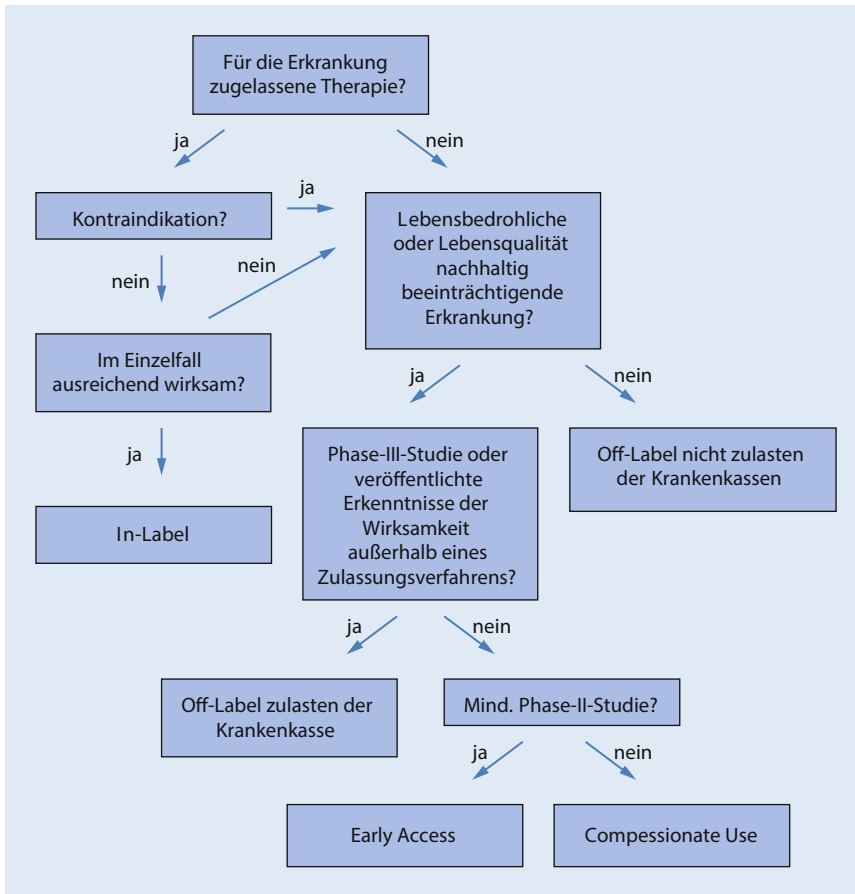 Für die Erkrankung
zugelassene Therapie?
ja
nein
Kontraindikation?
ja
Lebensbedrohliche
oder Lebensqualität
nachhaltig
beeinträchtigende
Erkrankung?
nein
nein
Im Einzelfall
ausreichend wirksam?
ja
nein
ja
Phase-III-Studie oder
veröffentlichte
Erkenntnisse der
Wirksamkeit
außerhalb eines
Zulassungsverfahrens?
Off-Label nicht zulasten
der Krankenkassen
In-Label
ja
nein
Off-Label zulasten der
Krankenkasse
Mind. Phase-II-Studie?
ja
nein
Early Access
Compessionate Use